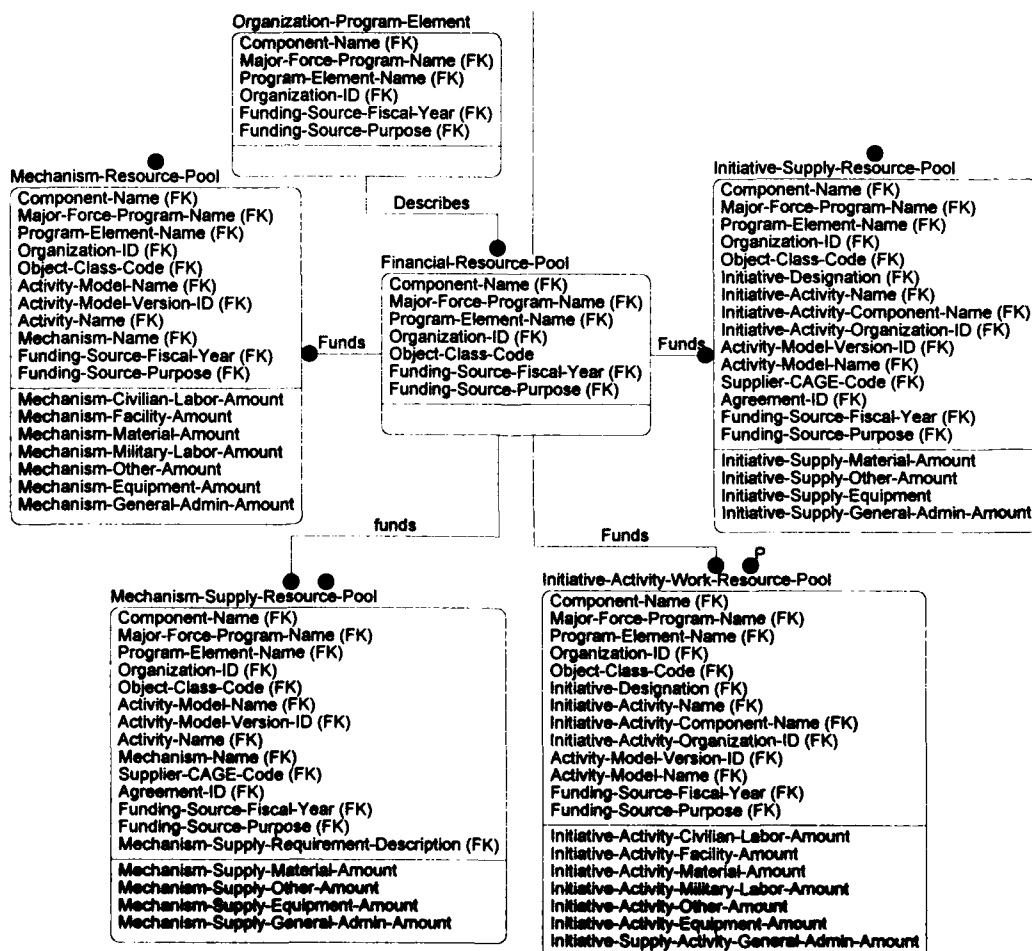 Organization-Program-Element
Component-Name (FK)
Major-Force-Program-Name (FK)
Program-Element-Name (FK)
Organization-ID (FK)
Funding-Source-Fiscal-Year (FK)
Funding-Source-Purpose (FK)
Mechanism-Resource-Pool
Component-Name (FK)
Major-Force-Program-Name (FK)
Program-Element-Name (FK)
Organization-ID (FK)
Object-Class-Code (FK)
Activity-Model-Name (FK)
Activity-Model-Version-ID (FK)
Activity-Name (FK)
Mechanism-Name (FK)
Funding-Source-Fiscal-Year (FK)
Funding-Source-Purpose (FK)
Mechanism-Civilian-Labor-Amount
Mechanism-Facility-Amount
Mechanism-Material-Amount
Mechanism-Military-Labor-Amount
Mechanism-Other-Amount
Mechanism-Equipment-Amount
Mechanism-General-Admin-Amount
Describes
Financial-Resource-Pool
Component-Name (FK)
Major-Force-Program-Name (FK)
Program-Element-Name (FK)
Organization-ID (FK)
Object-Class-Code
Funding-Source-Fiscal-Year (FK)
Funding-Source-Purpose (FK)
Funds
Funds
Initiative-Supply-Resource-Pool
Component-Name (FK)
Major-Force-Program-Name (FK)
Program-Element-Name (FK)
Organization-ID (FK)
Object-Class-Code (FK)
Initiative-Designation (FK)
Initiative-Activity-Name (FK)
Initiative-Activity-Component-Name (FK)
Initiative-Activity-Organization-ID (FK)
Activity-Model-Version-ID (FK)
Activity-Model-Name (FK)
Supplier-CAGE-Code (FK)
Agreement-ID (FK)
Funding-Source-Fiscal-Year (FK)
Funding-Source-Purpose (FK)
Initiative-Supply-Material-Amount
Initiative-Supply-Other-Amount
Initiative-Supply-Equipment
Initiative-Supply-General-Admin-Amount
funds
Funds
P
Mechanism-Supply-Resource-Pool
Component-Name (FK)
Major-Force-Program-Name (FK)
Program-Element-Name (FK)
Organization-ID (FK)
Object-Class-Code (FK)
Activity-Model-Name (FK)
Activity-Model-Version-ID (FK)
Activity-Name (FK)
Mechanism-Name (FK)
Supplier-CAGE-Code (FK)
Agreement-ID (FK)
Funding-Source-Fiscal-Year (FK)
Funding-Source-Purpose (FK)
Mechanism-Supply-Requirement-Description (FK)
Mechanism-Supply-Material-Amount
Mechanism-Supply-Other-Amount
Mechanism-Supply-Equipment-Amount
Mechanism-Supply-General-Admin-Amount
Initiative-Activity-Work-Resource-Pool
Component-Name (FK)
Major-Force-Program-Name (FK)
Program-Element-Name (FK)
Organization-ID (FK)
Object-Class-Code (FK)
Initiative-Designation (FK)
Initiative-Activity-Name (FK)
Initiative-Activity-Component-Name (FK)
Initiative-Activity-Organization-ID (FK)
Activity-Model-Version-ID (FK)
Activity-Model-Name (FK)
Funding-Source-Fiscal-Year (FK)
Funding-Source-Purpose (FK)
Initiative-Activity-Civilian-Labor-Amount
Initiative-Activity-Facility-Amount
Initiative-Activity-Material-Amount
Initiative-Activity-Military-Labor-Amount
Initiative-Activity-Other-Amount
Initiative-Activity-Equipment-Amount
Initiative-Supply-Activity-General-Admin-Amount